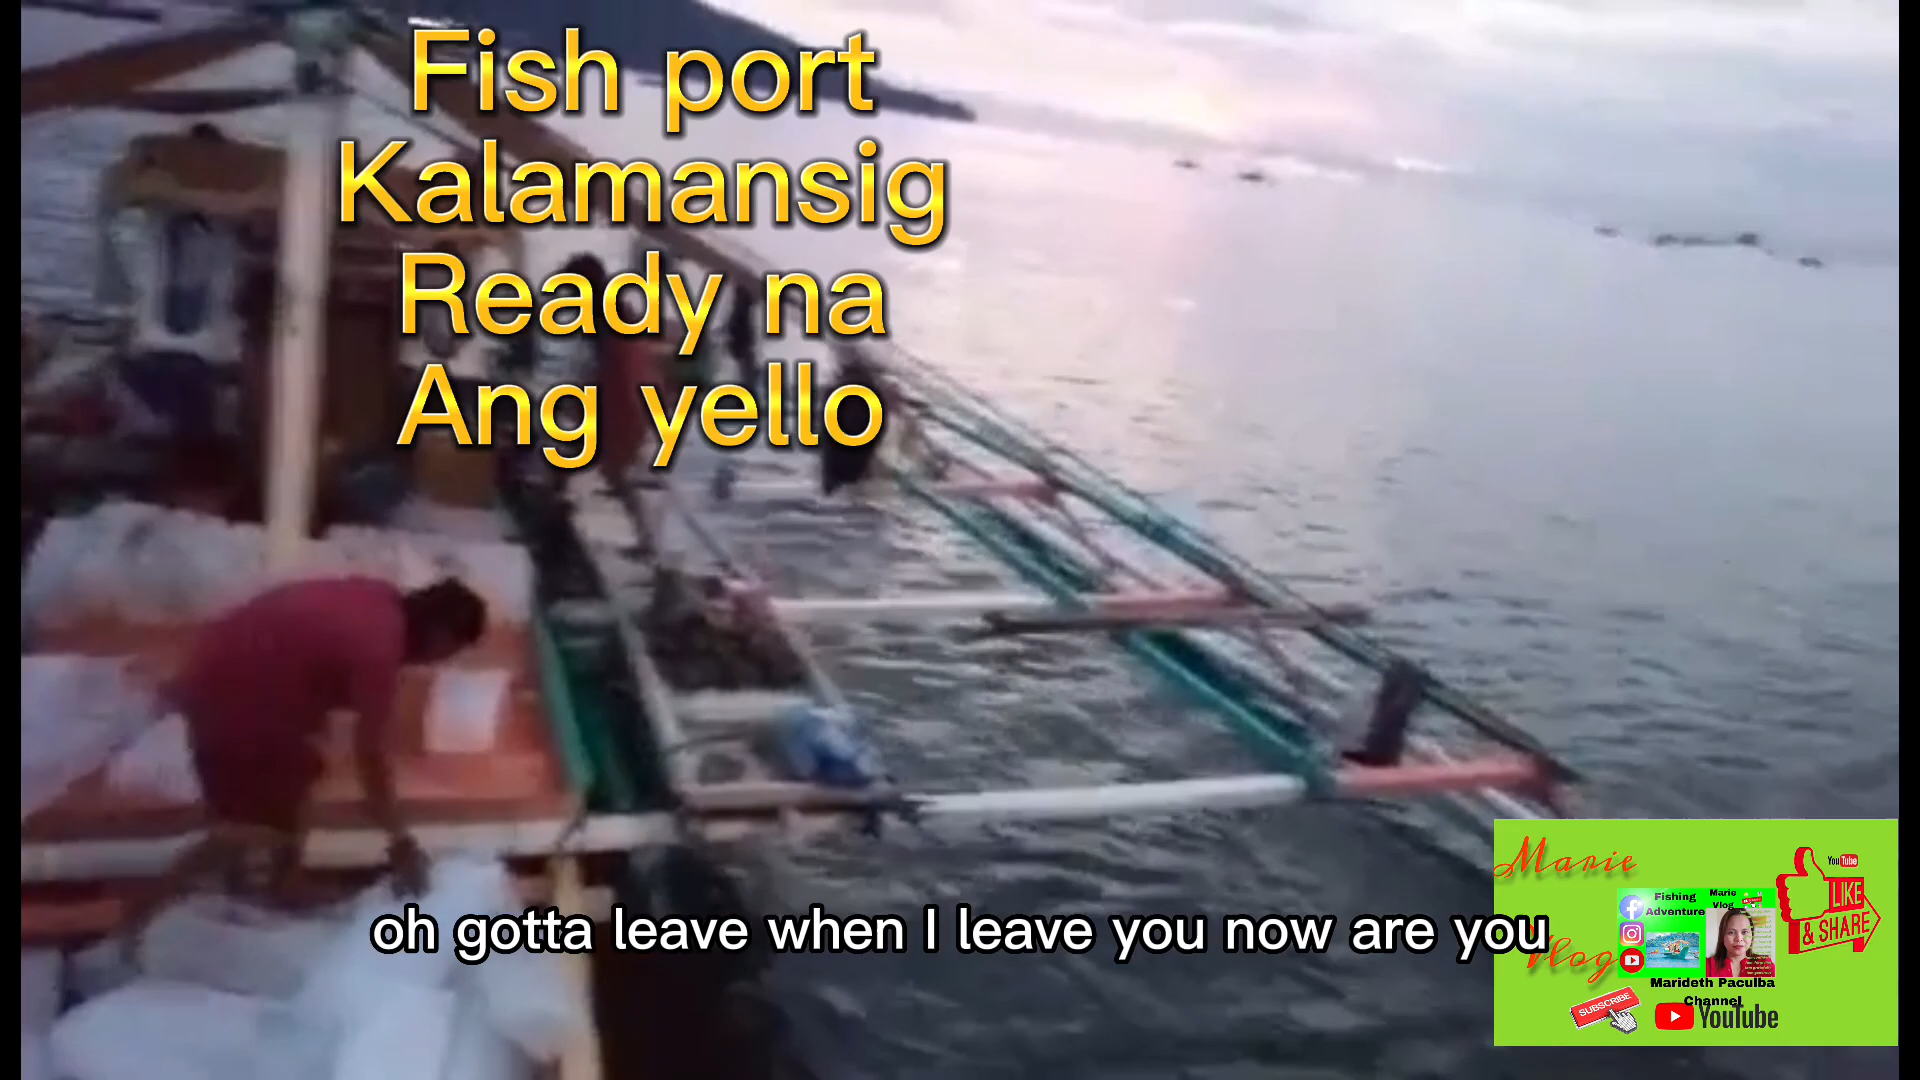 Fish port
Kalamansig
Ready na
Ang yello
oh gotta leave when I leave you now are you
Marie
Vlog
Fishing
Adventure
Marie
Vlog
Marideth Paculba
Channel
SUBSCRIBE
YouTube
YouTube
LIKE
& SHARE